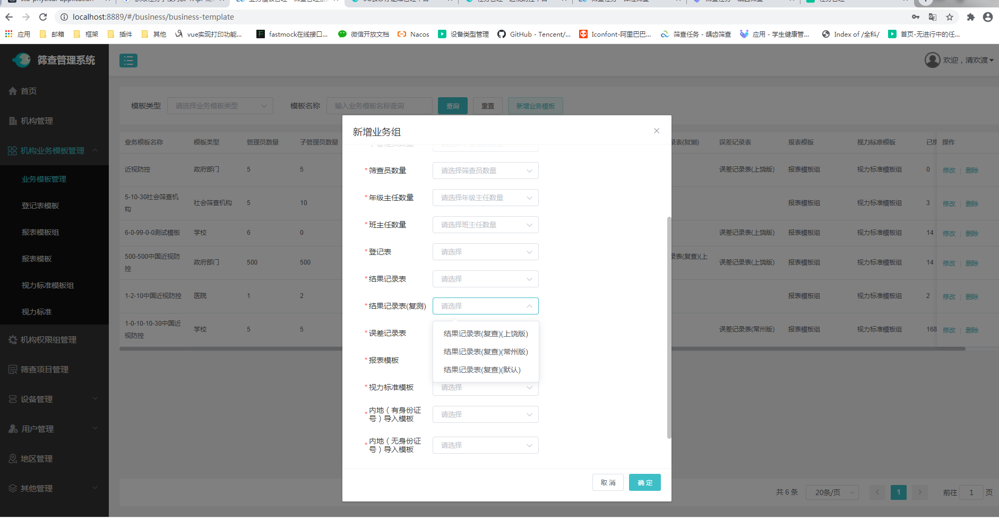 sta-physical-application
localhost:8889/#/business/business-template
应用 邮箱 框架 插件 其他 vue实现打印功能... fastmock在线接口... 微信开放文档 Nacos 设备类型管理 GitHub - Tencent/... Iconfont-阿里巴巴... 筛查任务 - 龋齿筛查 应用 - 学生健康管... Index of /全科/ 首页-无进行中的任...
筛查管理系统
欢迎，清欢渡
首页
机构管理
机构业务模板管理
业务模板管理
登记表模板
报表模板组
报表模板
视力标准模板组
视力标准
机构权限组管理
筛查项目管理
设备管理
用户管理
地区管理
其他管理
模板类型 请选择业务模板类型 模板名称 输入业务模板名称查询 查询 重置 新增业务模板
业务模板名称 模板类型 管理员数量 子管理员数量 录表(复测) 误差记录表 报表模板 视力标准模板 已绑 操作
近视防控 政府部门 5 5 误差记录表(上饶版) 报表模板组 视力标准模板组 0 修改 删除
5-10-30社会筛查机
构 社会筛查机构 5 10 报表模板组 视力标准模板组 3 修改 删除
6-0-99-0-0测试模板 学校 6 0 误差记录表(上饶版) 报表模板组 视力标准模板组 14 修改 删除
500-500中国近视防
控 政府部门 500 500 录表(复查)(上 误差记录表(上饶版) 报表模板组 视力标准模板组 14 修改 删除
1-2-10中国近视防控 医院 1 2 报表模板组 视力标准模板组 2 修改 删除
1-0-10-10-30中国近
视防控 学校 5 5 误差记录表(常州版) 报表模板组 视力标准模板组 168 修改 删除
新增业务组
*筛查员数量 请选择筛查员数量
*年级主任数量 请选择年级主任数量
*班主任数量 请选择班主任数量
*登记表 请选择
*结果记录表 请选择
*结果记录表(复测) 请选择
*误差记录表
结果记录表(复查)(上饶版)
结果记录表(复查)(常州版)
*报表模板
结果记录表(复查)(默认)
*视力标准模板 请选择
*内地（有身份证
号）导入模板 请选择
*内地（无身份证
号）导入模板 请选择
取消 确定
共 6 条 20条/页 1 前往 1 页